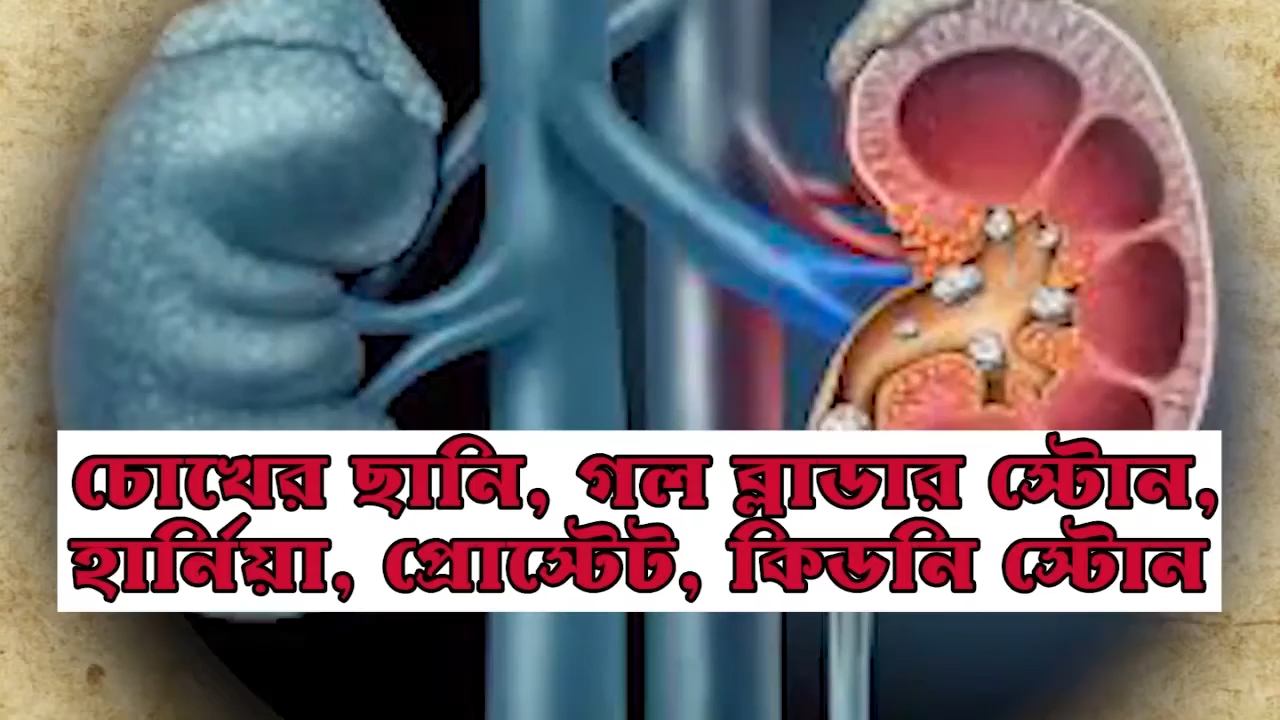 চোখের ছানি, গল ব্লাডার স্টোন,
হার্নিয়া, প্রোস্টেট, কিডনি স্টোন